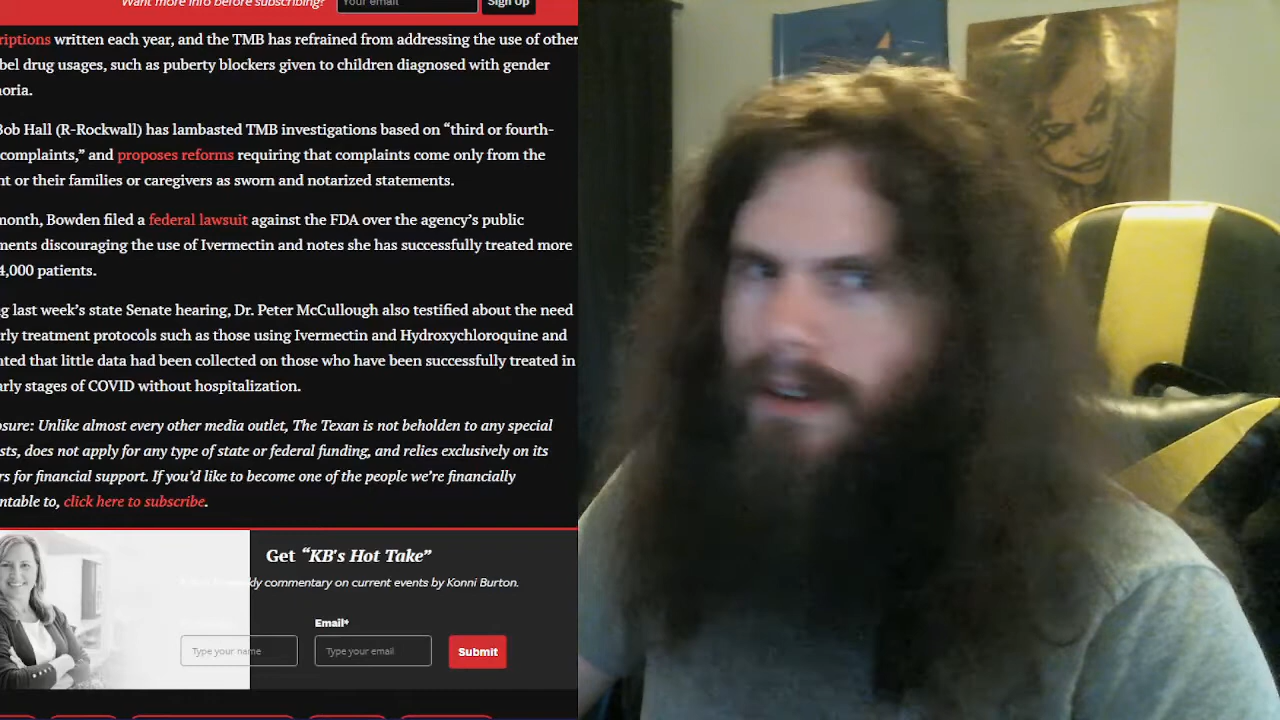 Want more info before subscribing?
Your email
Sign Up
riptions written each year, and the TMB has refrained from addressing the use of other
bel drug usages, such as puberty blockers given to children diagnosed with gender
oria.
Bob Hall (R-Rockwall) has lambasted TMB investigations based on “third or fourth-
complaints,” and proposes reforms requiring that complaints come only from the
nt or their families or caregivers as sworn and notarized statements.
month, Bowden filed a federal lawsuit against the FDA over the agency’s public
ments discouraging the use of Ivermectin and notes she has successfully treated more
4,000 patients.
g last week’s state Senate hearing, Dr. Peter McCullough also testified about the need
rly treatment protocols such as those using Ivermectin and Hydroxychloroquine and
nted that little data had been collected on those who have been successfully treated in
arly stages of COVID without hospitalization.
osure: Unlike almost every other media outlet, The Texan is not beholden to any special
sts, does not apply for any type of state or federal funding, and relies exclusively on its
rs for financial support. If you’d like to become one of the people we’re financially
ntable to, click here to subscribe.
Get “KB’s Hot Take”
commentary on current events by Konni Burton.
Email*
Type your name
Type your email
Submit